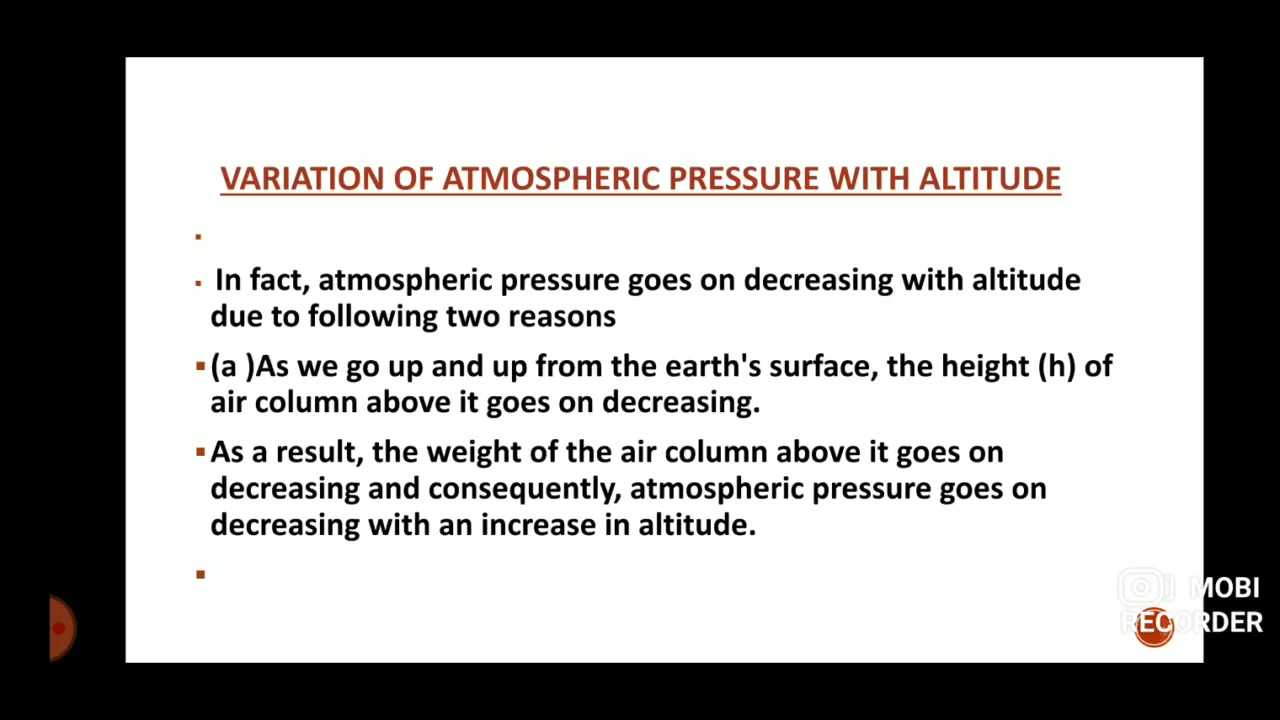 VARIATION OF ATMOSPHERIC PRESSURE WITH ALTITUDE
In fact, atmospheric pressure goes on decreasing with altitude
due to following two reasons
(a )As we go up and up from the earth's surface, the height (h) of
air column above it goes on decreasing.
As a result, the weight of the air column above it goes on
decreasing and consequently, atmospheric pressure goes on
decreasing with an increase in altitude.
MOBI
RECORDER